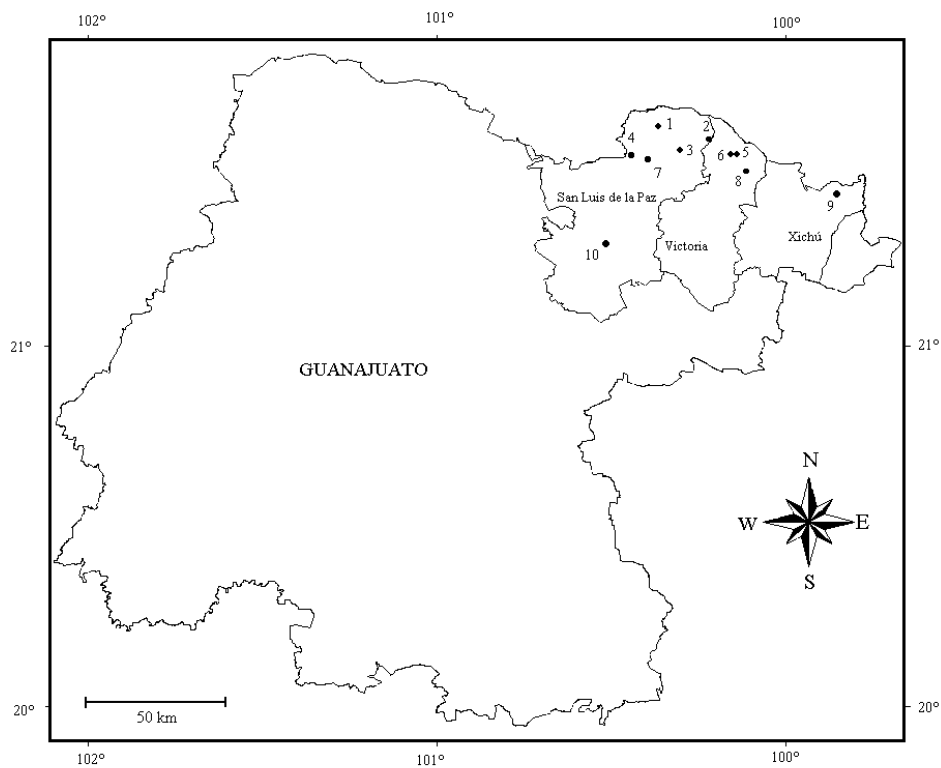 102° 101° 100°
1
2
4
3
6 5
7
8
San Luis de la Paz
9
Xichú
Victoria
10
21° 21°
GUANAJUATO
N
W E
S
20° 50 km 20°
102° 101° 100°